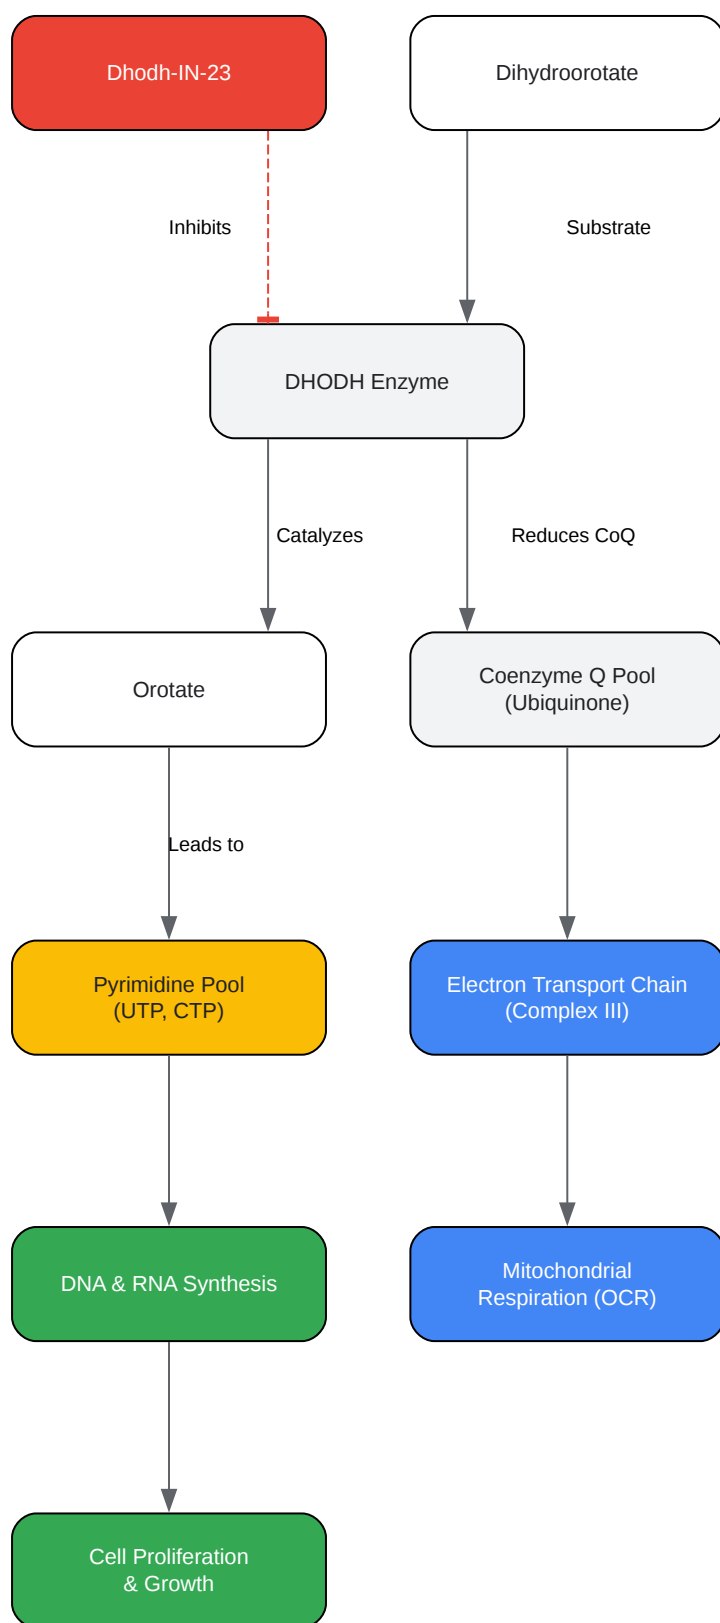 Dhodh-IN-23
Dihydroorotate
Inhibits
Substrate
DHODH Enzyme
Catalyzes
Reduces CoQ
Orotate
Coenzyme Q Pool
(Ubiquinone)
Leads to
Pyrimidine Pool
(UTP, CTP)
Electron Transport Chain
(Complex III)
DNA & RNA Synthesis
Mitochondrial
Respiration (OCR)
Cell Proliferation
& Growth